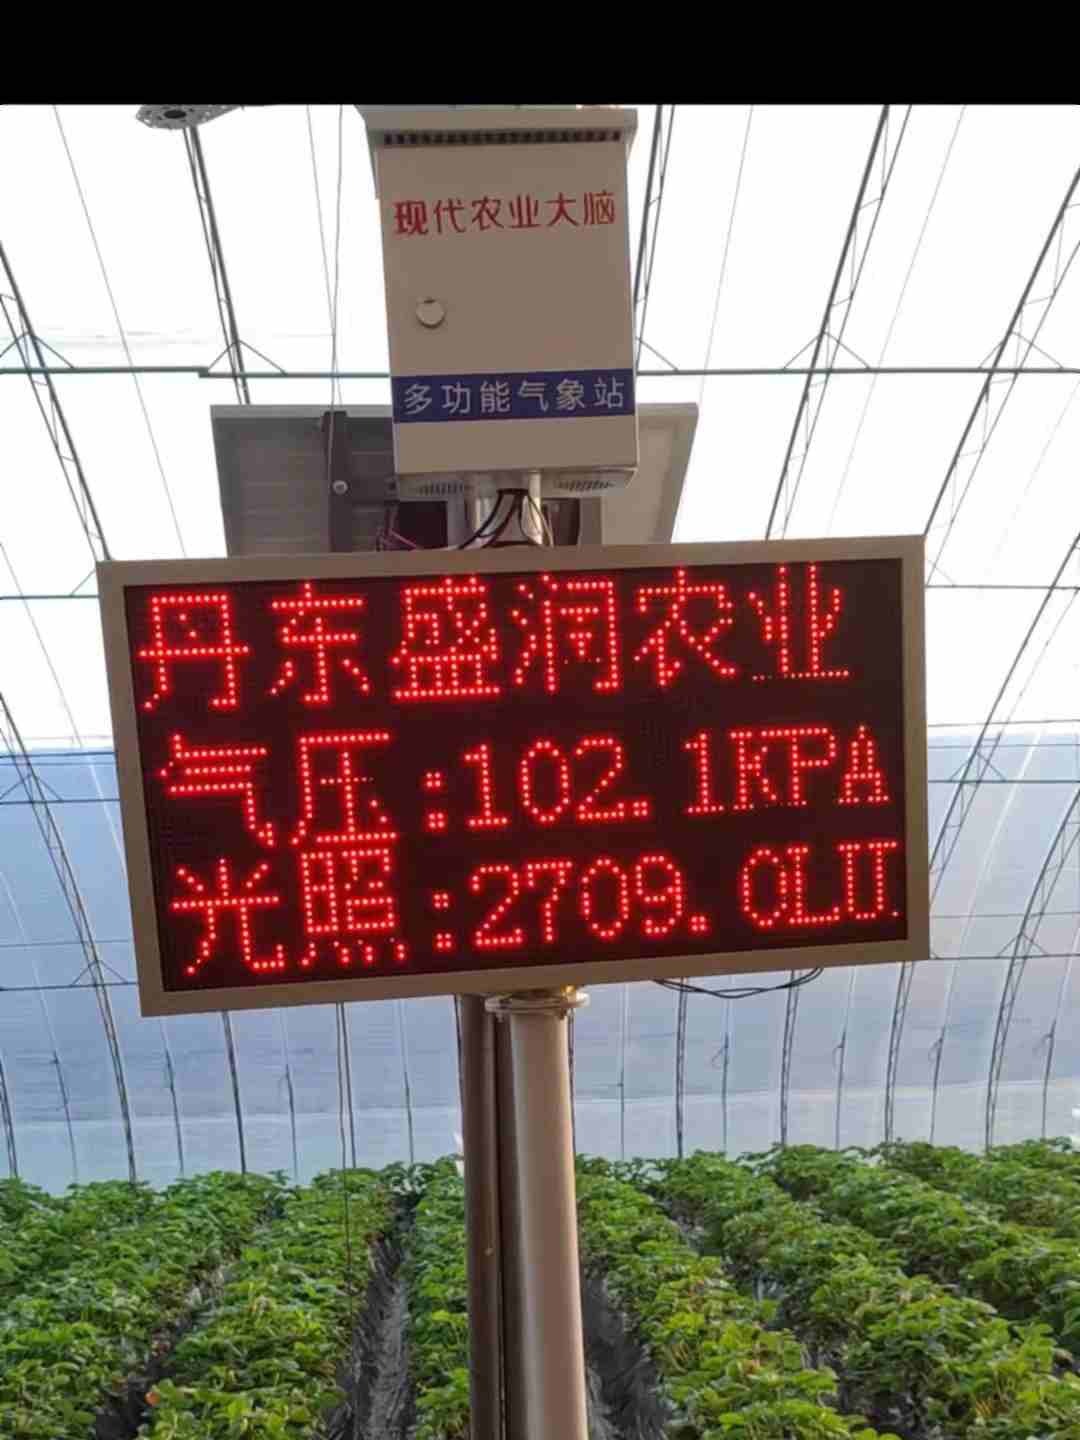 现代农业大脑
多功能气象站
丹东盛润农业
气压:102.1KPA
光照:2709.0LU